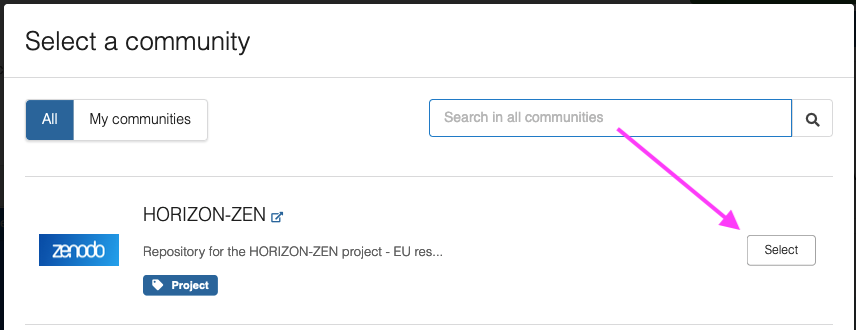 Select a community
All
My communities
Search in all communities
HORIZON-ZEN
zenodo
Repository for the HORIZON-ZEN project - EU res...
Select
Project